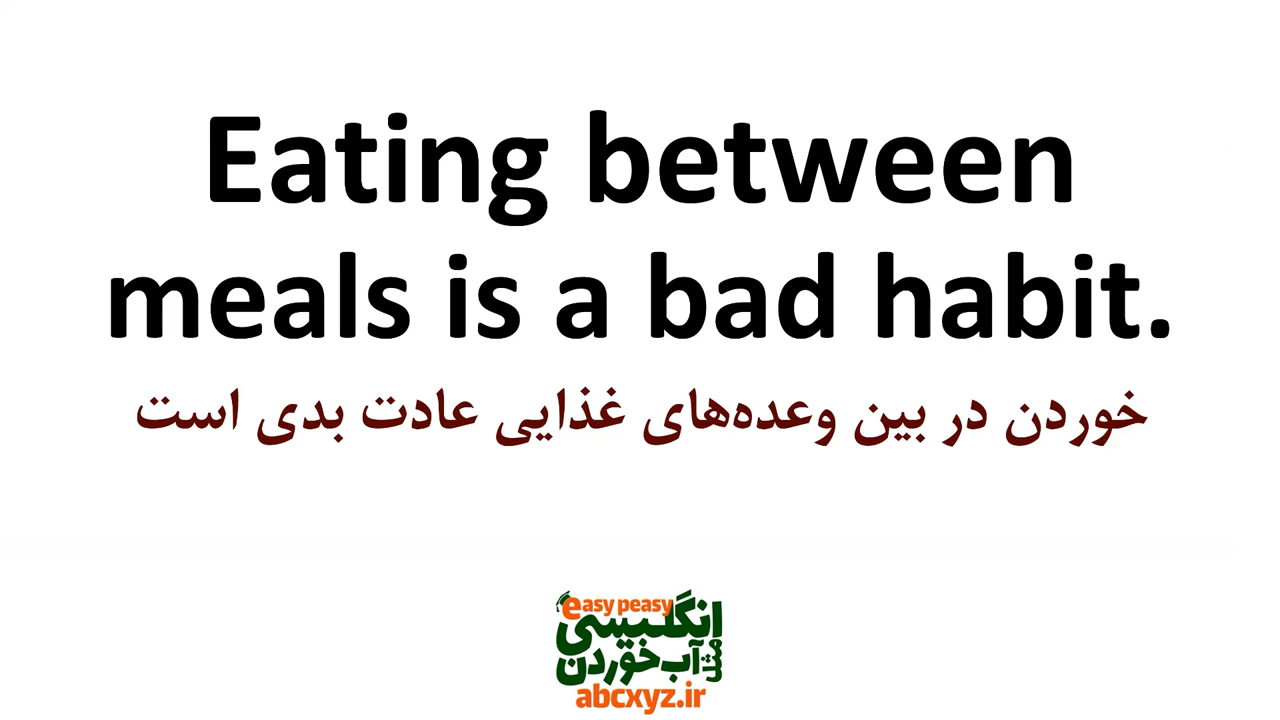 Eating between
meals is a bad habit.
خوردن در بین وعده‌های غذایی عادت بدی است
easy peasy
انگلیسی
مثل آب خوردن
abcxyz.ir